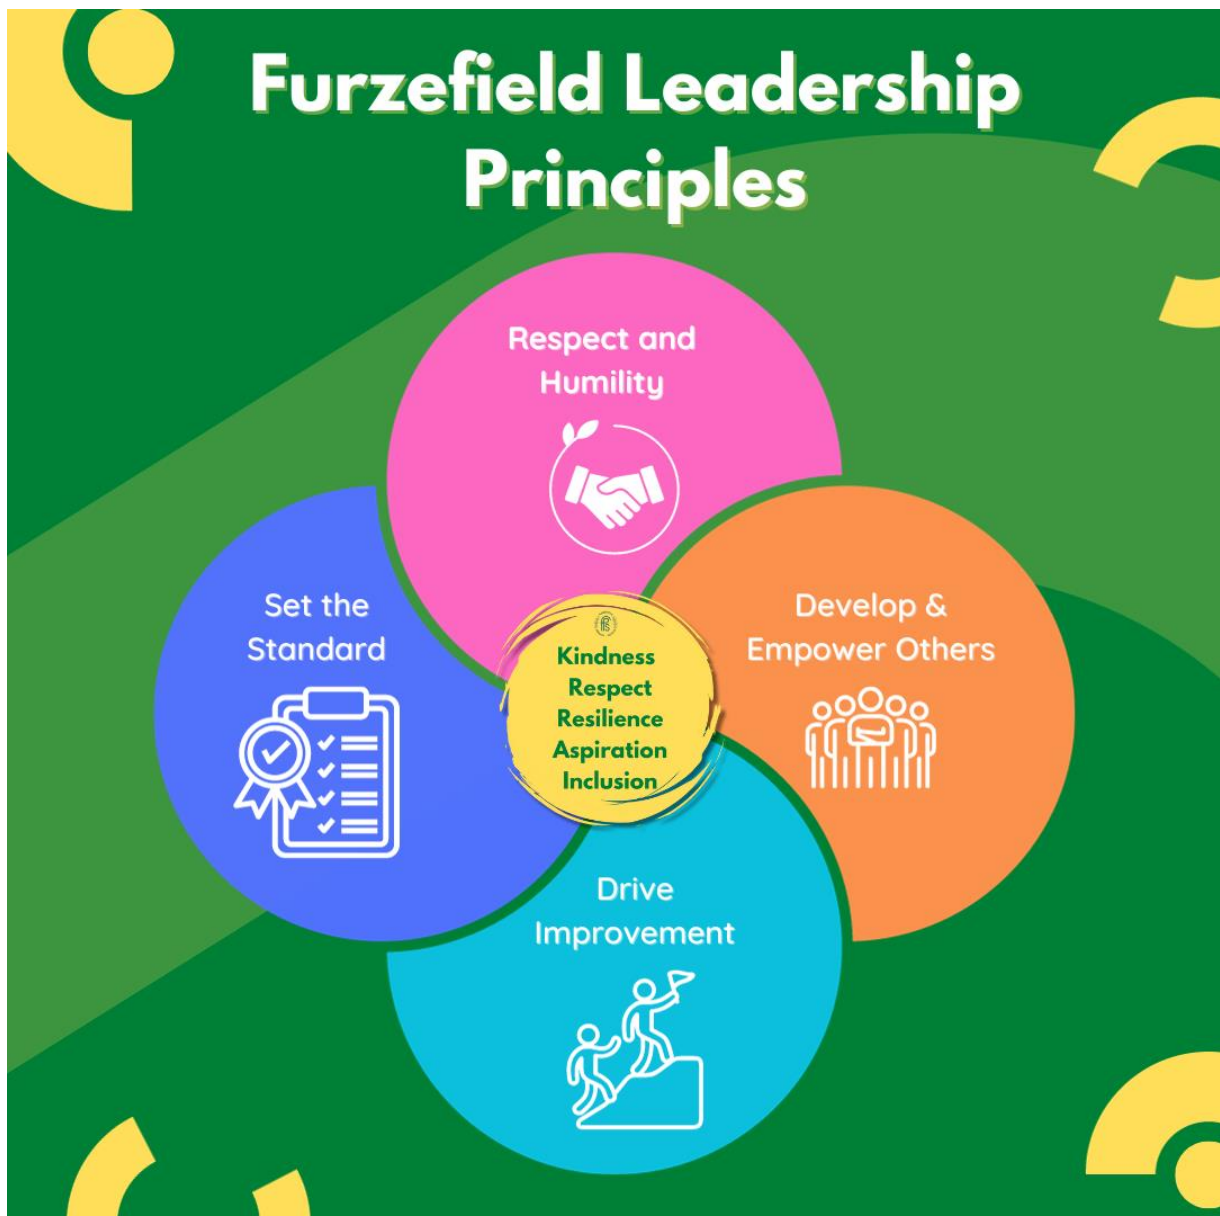 Furzefield Leadership
Principles
Respect and
Humility
Set the
Standard
Develop &
Empower Others
Kindness
Respect
Resilience
Aspiration
Inclusion
Drive
Improvement